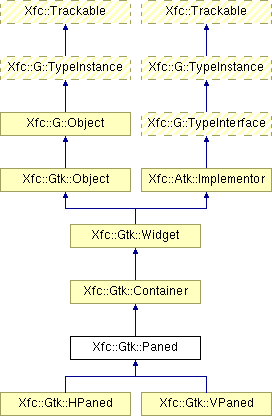 Xfc::Trackable
Xfc::Trackable
Xfc::G::TypeInstance
Xfc::G::TypeInstance
Xfc::G::Object
Xfc::G::TypeInterface
Xfc::Gtk::Object
Xfc::Atk::Implementor
Xfc::Gtk::Widget
Xfc::Gtk::Container
Xfc::Gtk::Paned
Xfc::Gtk::HPaned
Xfc::Gtk::VPaned